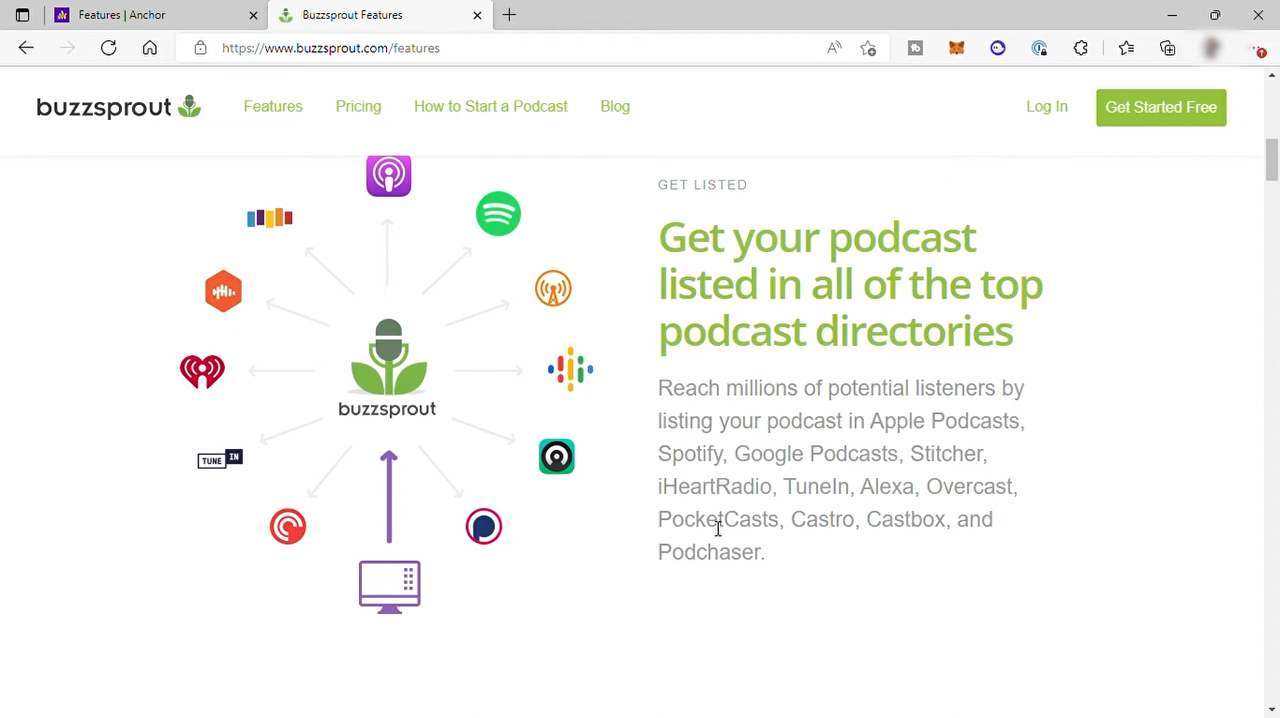 Features | Anchor
Buzzsprout Features
https://www.buzzsprout.com/features
buzzsprout
Features
Pricing
How to Start a Podcast
Blog
Log In
Get Started Free
GET LISTED
Get your podcast
listed in all of the top
podcast directories
Reach millions of potential listeners by
listing your podcast in Apple Podcasts,
Spotify, Google Podcasts, Stitcher,
iHeartRadio, TuneIn, Alexa, Overcast,
PocketCasts, Castro, Castbox, and
Podchaser.
buzzsprout
TUNE IN